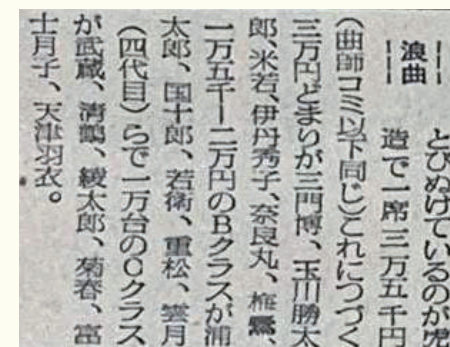 浪曲
とびぬけているのが虎
造で一席三万五千円
(曲師コミ以下同じ)これにつづく
三万円どまりが三門博、玉川勝太
郎、米若、伊丹秀子、奈良丸、梅鶯、
一万五千―二万円のBクラスが浦
太郎、国十郎、若衛、重松、雲月
(四代目)らで一万台のCクラス
が武蔵、清鶴、綾太郎、菊春、富
士月子、天津羽衣。